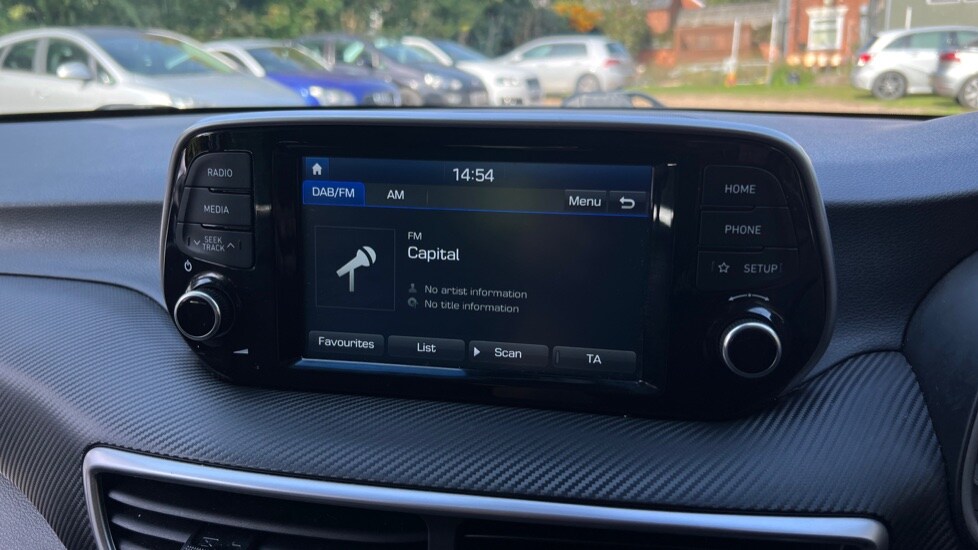 14:54
DAB/FM AM Menu
FM
Capital
No artist information
No title information
Favourites List Scan TA
RADIO
MEDIA
SEEK
TRACK
HOME
PHONE
SETUP